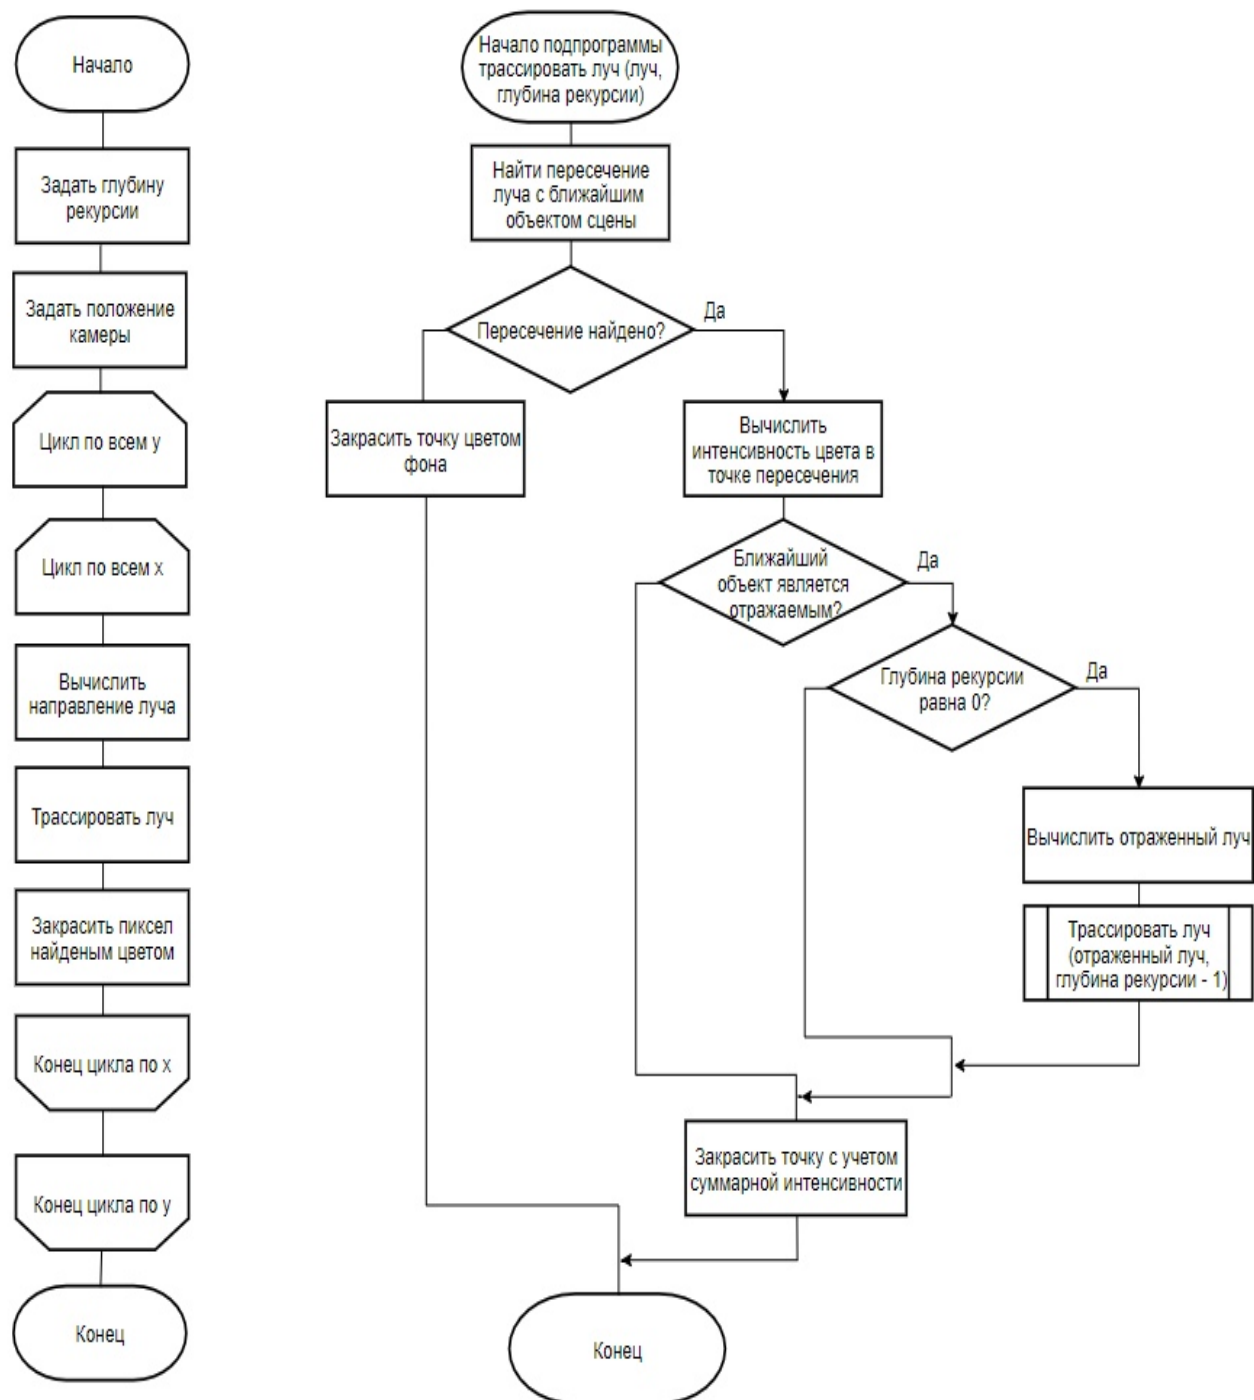 Начало
Задать глубину
рекурсии
Задать положение
камеры
Цикл по всем y
Цикл по всем x
Вычислить
направление луча
Трассировать луч
Закрасить пиксел
найденым цветом
Конец цикла по x
Конец цикла по y
Конец
Начало подпрограммы
трассировать луч (луч,
глубина рекурсии)
Найти пересечение
луча с ближайшим
объектом сцены
Пересечение найдено?
Да
Закрасить точку цветом
фона
Вычислить
интенсивность цвета в
точке пересечения
Ближайший
объект является
отражаемым?
Да
Глубина рекурсии
равна 0?
Да
Вычислить отраженный луч
Трассировать луч
(отраженный луч,
глубина рекурсии - 1)
Закрасить точку с учетом
суммарной интенсивности
Конец